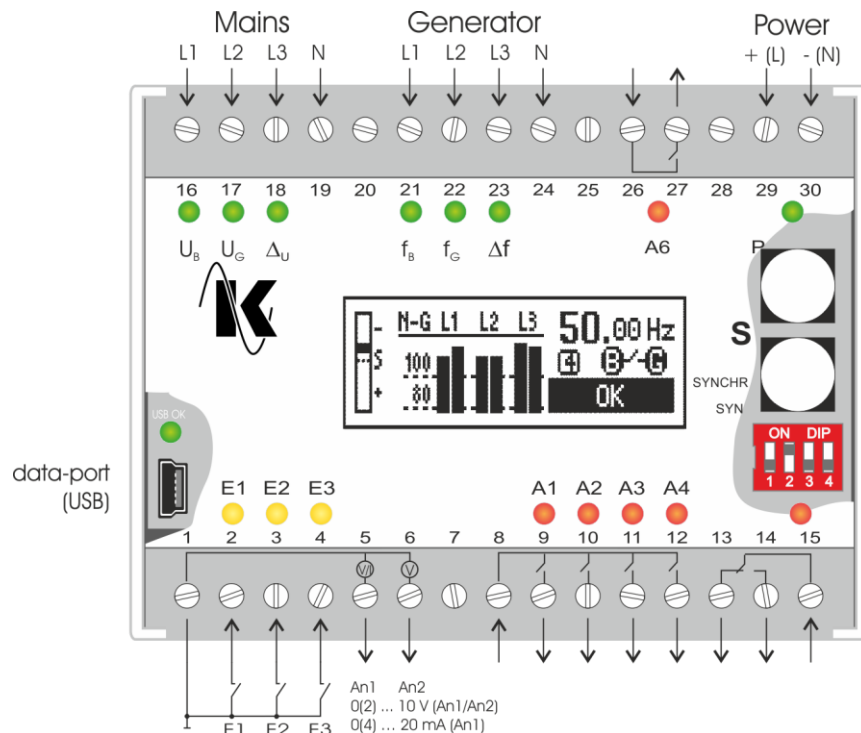 Mains Generator Power
L1 L2 L3 N L1 L2 L3 N + (L) - (N)
16 17 18 19 20 21 22 23 24 25 26 27 28 29 30
U_B U_G Δ_U f_B f_G Δf A6 P
K
N-G L1 L2 L3 50.00 Hz
- S +
100 4 B G
80 OK
S
SYNCHR
SYN
ON DIP
1 2 3 4
USB OK
data-port
(USB)
E1 E2 E3 A1 A2 A3 A4
1 2 3 4 5 6 7 8 9 10 11 12 13 14 15
V/I V
An1 An2
0(2) ... 10 V (An1/An2)
E1 E2 E3 0(4) ... 20 mA (An1)